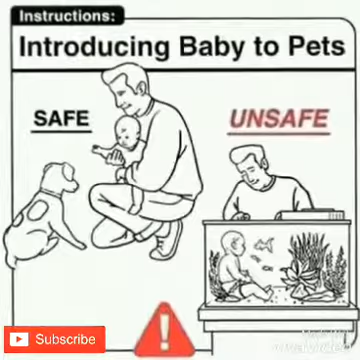 Instructions:
Introducing Baby to Pets
SAFE
UNSAFE
Subscribe